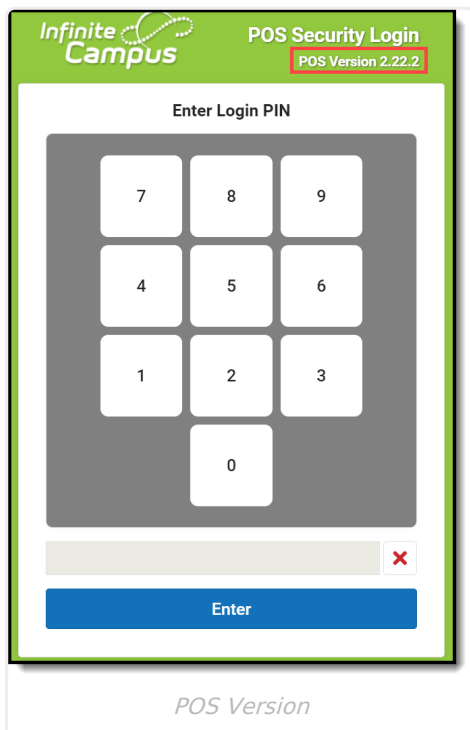 Infinite
Campus
POS Security Login
POS Version 2.22.2
Enter Login PIN
7 8 9
4 5 6
1 2 3
0
Enter
POS Version